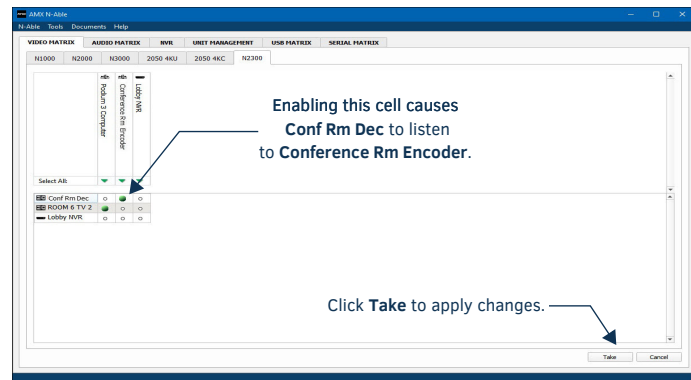 AMX N-Able
N-Able Tools Documents Help
VIDEO MATRIX AUDIO MATRIX NVR UNIT MANAGEMENT USB MATRIX SERIAL MATRIX
N1000 N2000 N3000 2050 4KU 2050 4KC N2300
Podium 3 Computer
Conference Rm Encoder
Lobby NVR
Enabling this cell causes
Conf Rm Dec to listen
to Conference Rm Encoder.
Select All:
Conf Rm Dec
ROOM 6 TV 2
Lobby NVR
Click Take to apply changes.
Take Cancel